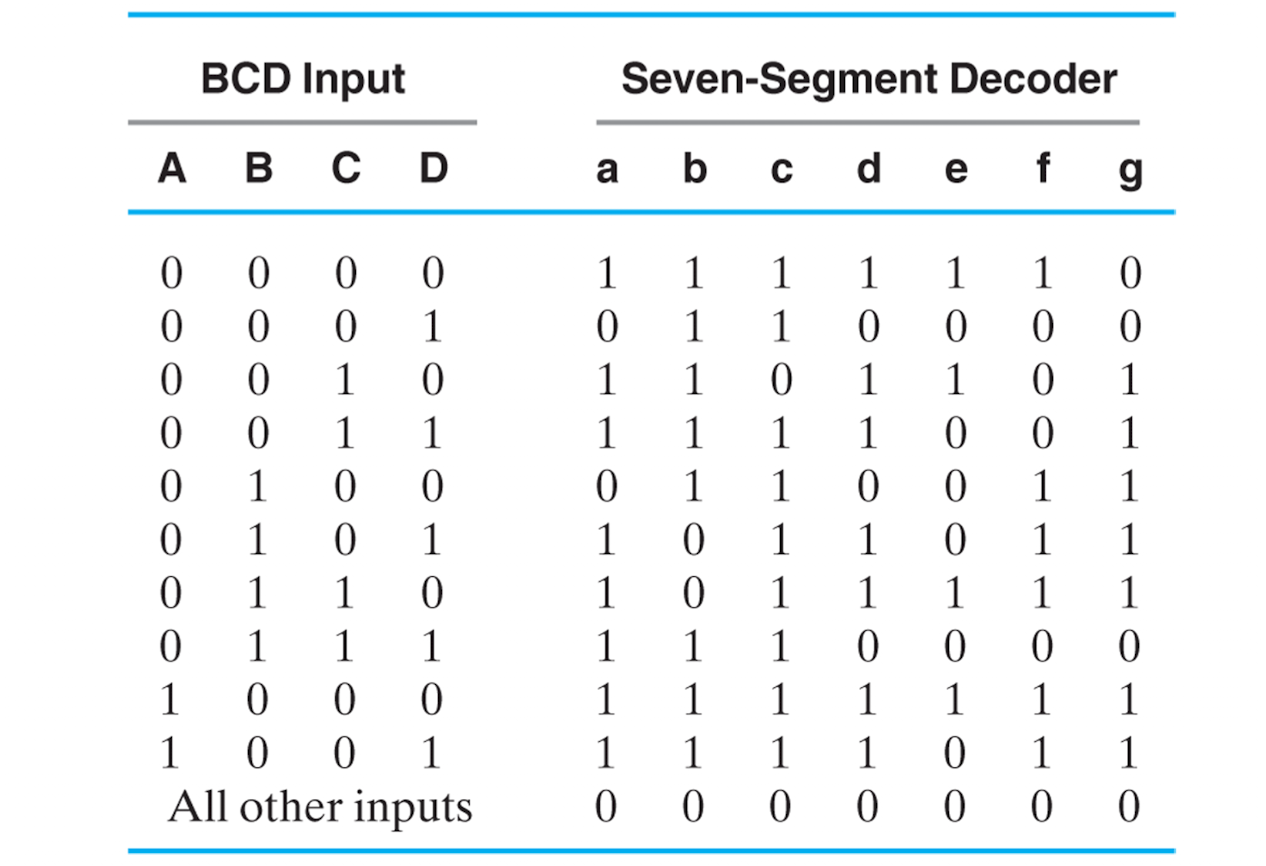 BCD Input Seven-Segment Decoder
A B C D a b c d e f g
0 0 0 0 1 1 1 1 1 1 0
0 0 0 1 0 1 1 0 0 0 0
0 0 1 0 1 1 0 1 1 0 1
0 0 1 1 1 1 1 1 0 0 1
0 1 0 0 0 1 1 0 0 1 1
0 1 0 1 1 0 1 1 0 1 1
0 1 1 0 1 0 1 1 1 1 1
0 1 1 1 1 1 1 0 0 0 0
1 0 0 0 1 1 1 1 1 1 1
1 0 0 1 1 1 1 1 0 1 1
All other inputs 0 0 0 0 0 0 0